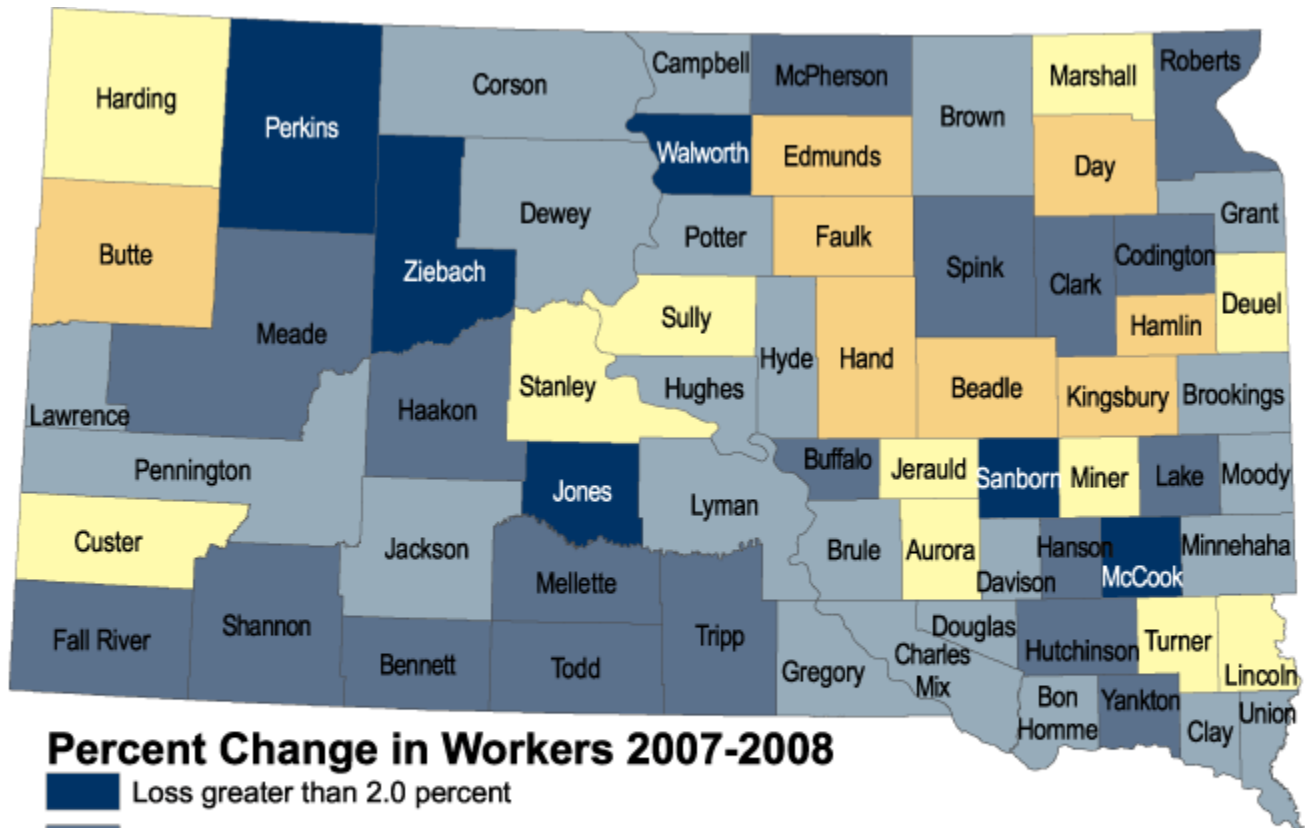 Harding
Perkins
Corson
Campbell
McPherson
Brown
Marshall
Roberts
Walworth
Edmunds
Day
Butte
Ziebach
Dewey
Potter
Faulk
Spink
Clark
Codington
Grant
Meade
Sully
Hyde
Hand
Hamlin
Deuel
Lawrence
Haakon
Stanley
Hughes
Beadle
Kingsbury
Brookings
Pennington
Jones
Lyman
Buffalo
Jerauld
Sanborn
Miner
Lake
Moody
Custer
Jackson
Brule
Aurora
Davison
Hanson
McCook
Minnehaha
Fall River
Shannon
Bennett
Mellette
Todd
Tripp
Gregory
Charles
Mix
Douglas
Hutchinson
Turner
Lincoln
Bon
Homme
Yankton
Clay
Union
Percent Change in Workers 2007-2008
Loss greater than 2.0 percent